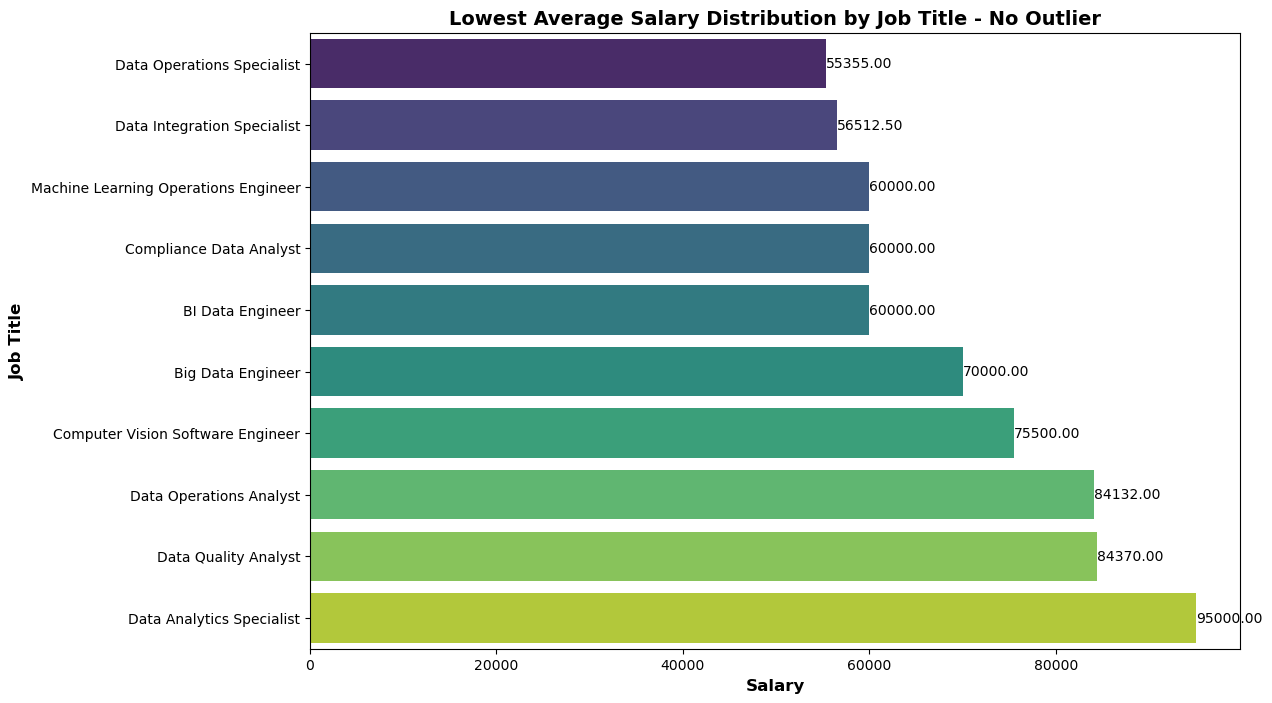 Lowest Average Salary Distribution by Job Title - No Outlier
Job Title
Data Operations Specialist
55355.00
Data Integration Specialist
56512.50
Machine Learning Operations Engineer
60000.00
Compliance Data Analyst
60000.00
BI Data Engineer
60000.00
Big Data Engineer
70000.00
Computer Vision Software Engineer
75500.00
Data Operations Analyst
84132.00
Data Quality Analyst
84370.00
Data Analytics Specialist
95000.00
0 20000 40000 60000 80000
Salary